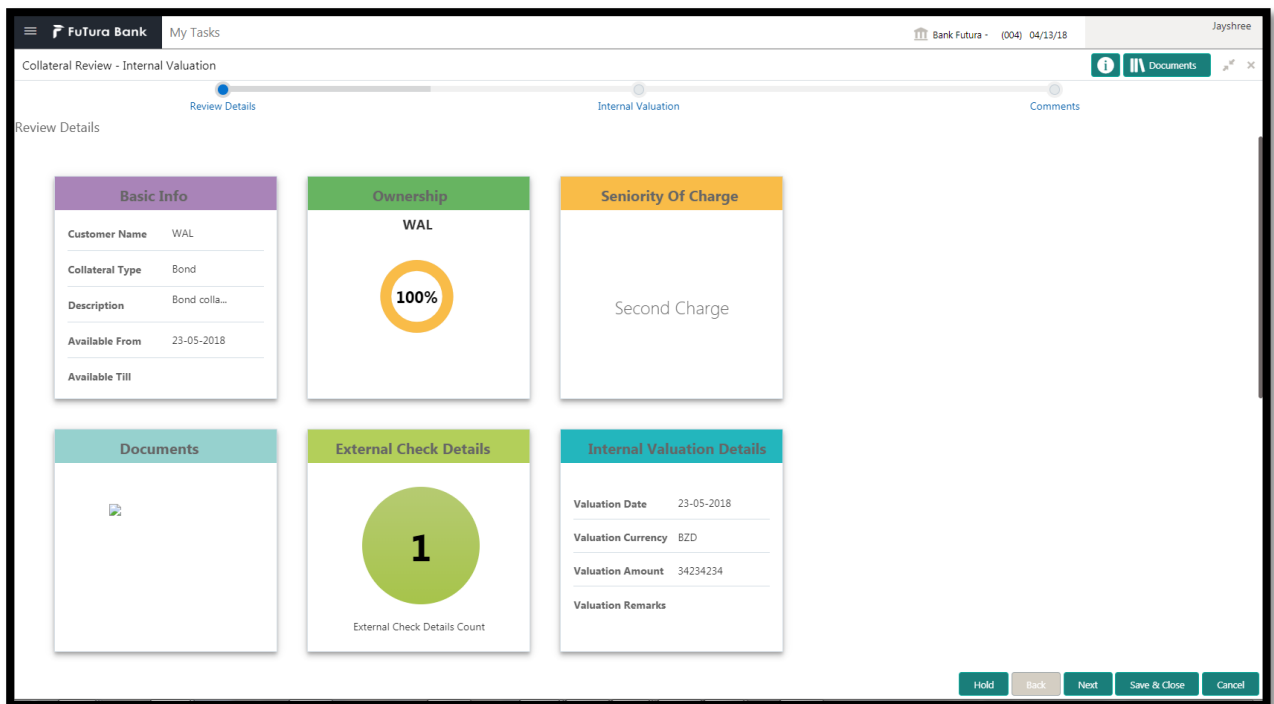 FuTura Bank
My Tasks
Bank Futura - (004) 04/13/18
Jayshree
Collateral Review - Internal Valuation
Documents
Review Details
Internal Valuation
Comments
Review Details
Basic Info
Customer Name WAL
Collateral Type Bond
Description Bond colla...
Available From 23-05-2018
Available Till
Ownership
WAL
100%
Seniority Of Charge
Second Charge
Documents
External Check Details
1
External Check Details Count
Internal Valuation Details
Valuation Date 23-05-2018
Valuation Currency BZD
Valuation Amount 34234234
Valuation Remarks
Hold
Back
Next
Save & Close
Cancel